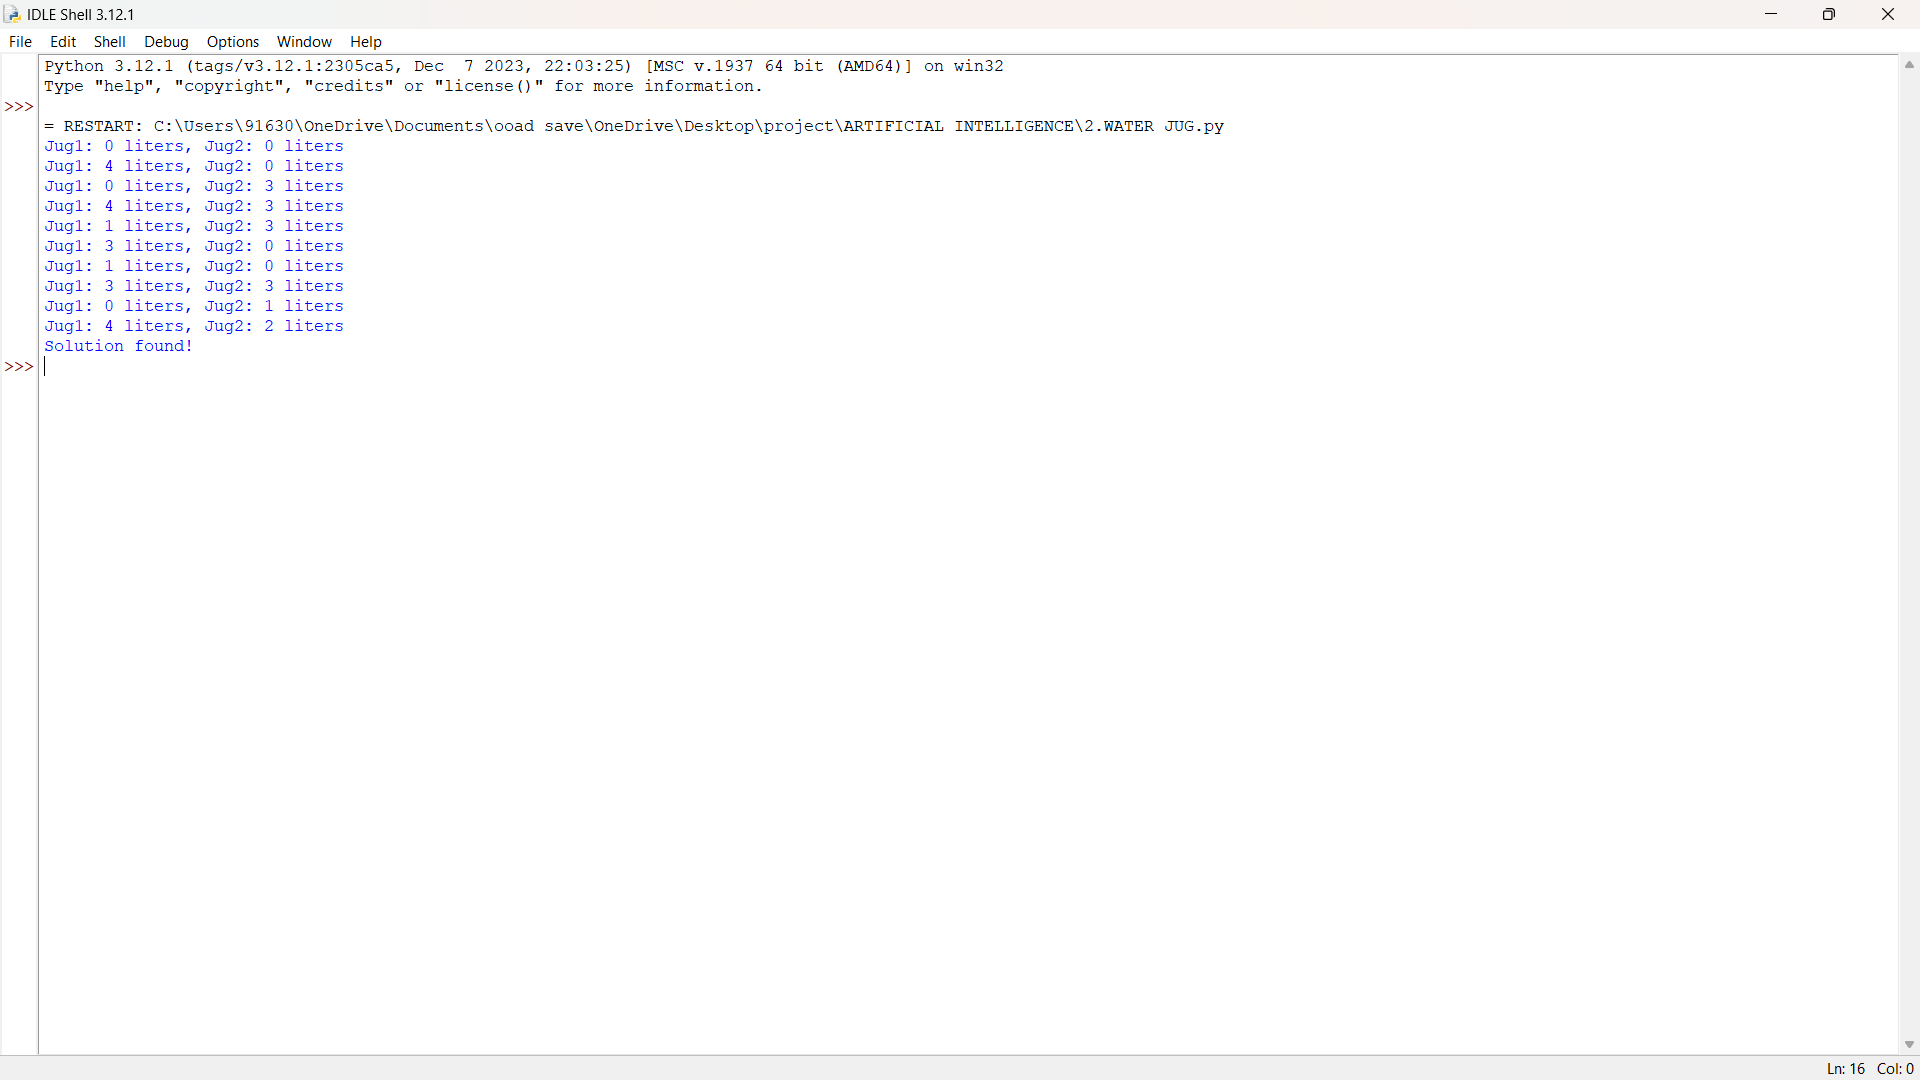 IDLE Shell 3.12.1
File Edit Shell Debug Options Window Help
Python 3.12.1 (tags/v3.12.1:2305ca5, Dec  7 2023, 22:03:25) [MSC v.1937 64 bit (AMD64)] on win32
Type "help", "copyright", "credits" or "license()" for more information.
>>>
= RESTART: C:\Users\91630\OneDrive\Documents\ooad save\OneDrive\Desktop\project\ARTIFICIAL INTELLIGENCE\2.WATER JUG.py
Jug1: 0 liters, Jug2: 0 liters
Jug1: 4 liters, Jug2: 0 liters
Jug1: 0 liters, Jug2: 3 liters
Jug1: 4 liters, Jug2: 3 liters
Jug1: 1 liters, Jug2: 3 liters
Jug1: 3 liters, Jug2: 0 liters
Jug1: 1 liters, Jug2: 0 liters
Jug1: 3 liters, Jug2: 3 liters
Jug1: 0 liters, Jug2: 1 liters
Jug1: 4 liters, Jug2: 2 liters
Solution found!
>>>
Ln: 16 Col: 0